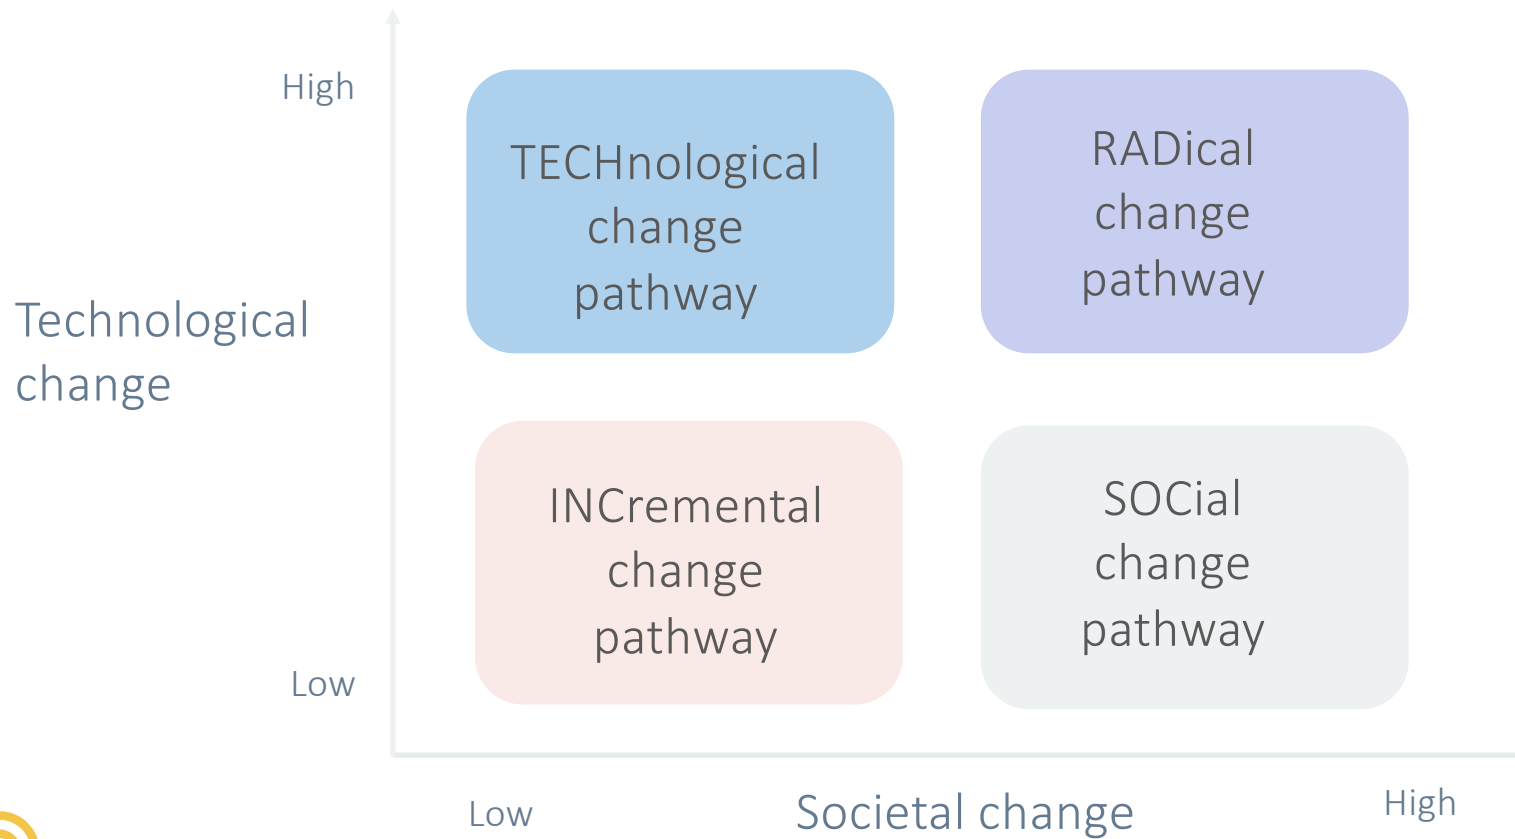 High
TECHnological
change
pathway
RADical
change
pathway
Technological
change
INCremental
change
pathway
SOCial
change
pathway
Low
Low
Societal change
High